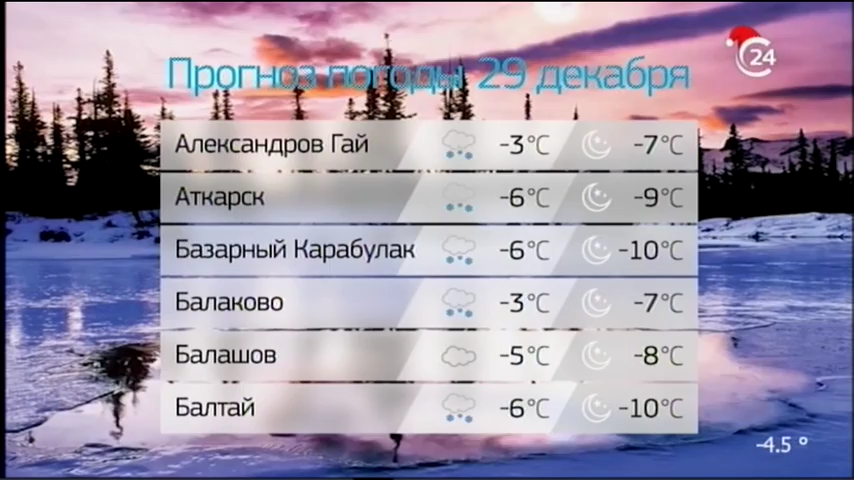 24
Прогноз погоды 29 декабря
Александров Гай -3°C -7°C
Аткарск -6°C -9°C
Базарный Карабулак -6°C -10°C
Балаково -3°C -7°C
Балашов -5°C -8°C
Балтай -6°C -10°C
-4.5 °